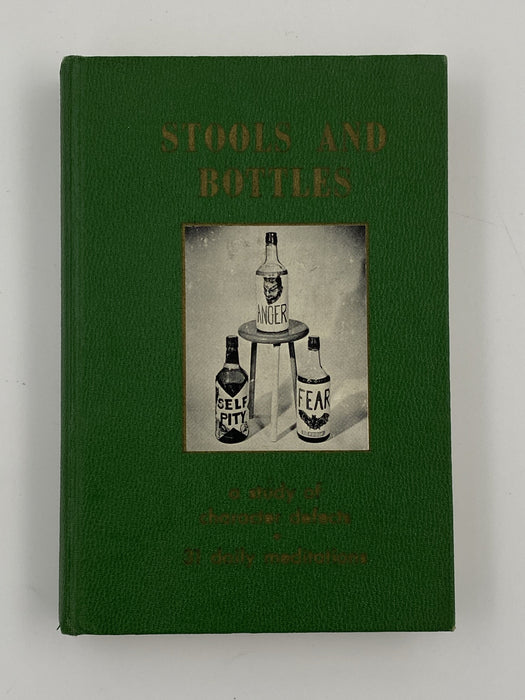 STOOLS AND
BOTTLES
ANGER
SELF
PITY
FEAR
a study of
character defects
31 daily meditations